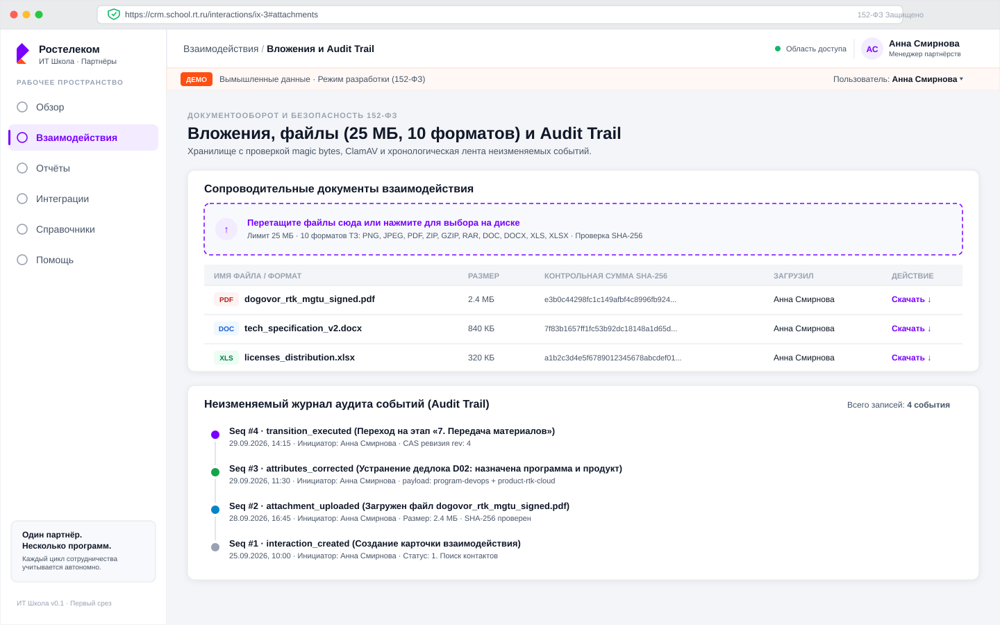 https://crm.school.rt.ru/interactions/ix-3#attachments
152-ФЗ Защищено
Ростелеком
ИТ Школа · Партнёры
РАБОЧЕЕ ПРОСТРАНСТВО
Обзор
Взаимодействия
Отчёты
Интеграции
Справочники
Помощь
Один партнёр.
Несколько программ.
Каждый цикл сотрудничества
учитывается автономно.
ИТ Школа v0.1 · Первый срез
Взаимодействия / Вложения и Audit Trail
Область доступа
АС
Анна Смирнова
Менеджер партнёрств
ДЕМО
Вымышленные данные · Режим разработки (152-ФЗ)
Пользователь: Анна Смирнова ▾
ДОКУМЕНТООБОРОТ И БЕЗОПАСНОСТЬ 152-ФЗ
Вложения, файлы (25 МБ, 10 форматов) и Audit Trail
Хранилище с проверкой magic bytes, ClamAV и хронологическая лента неизменяемых событий.
Сопроводительные документы взаимодействия
↑
Перетащите файлы сюда или нажмите для выбора на диске
Лимит 25 МБ · 10 форматов ТЗ: PNG, JPEG, PDF, ZIP, GZIP, RAR, DOC, DOCX, XLS, XLSX · Проверка SHA-256
ИМЯ ФАЙЛА / ФОРМАТ РАЗМЕР КОНТРОЛЬНАЯ СУММА SHA-256 ЗАГРУЗИЛ ДЕЙСТВИЕ
PDF dogovor_rtk_mgtu_signed.pdf 2.4 МБ e3b0c44298fc1c149afbf4c8996fb924... Анна Смирнова Скачать ↓
DOC tech_specification_v2.docx 840 КБ 7f83b1657ff1fc53b92dc18148a1d65d... Анна Смирнова Скачать ↓
XLS licenses_distribution.xlsx 320 КБ a1b2c3d4e5f6789012345678abcdef01... Анна Смирнова Скачать ↓
Неизменяемый журнал аудита событий (Audit Trail)
Всего записей: 4 события
Seq #4 · transition_executed (Переход на этап «7. Передача материалов»)
29.09.2026, 14:15 · Инициатор: Анна Смирнова · CAS ревизия rev: 4
Seq #3 · attributes_corrected (Устранение дедлока D02: назначена программа и продукт)
29.09.2026, 11:30 · Инициатор: Анна Смирнова · payload: program-devops + product-rtk-cloud
Seq #2 · attachment_uploaded (Загружен файл dogovor_rtk_mgtu_signed.pdf)
28.09.2026, 16:45 · Инициатор: Анна Смирнова · Размер: 2.4 МБ · SHA-256 проверен
Seq #1 · interaction_created (Создание карточки взаимодействия)
25.09.2026, 10:00 · Инициатор: Анна Смирнова · Статус: 1. Поиск контактов